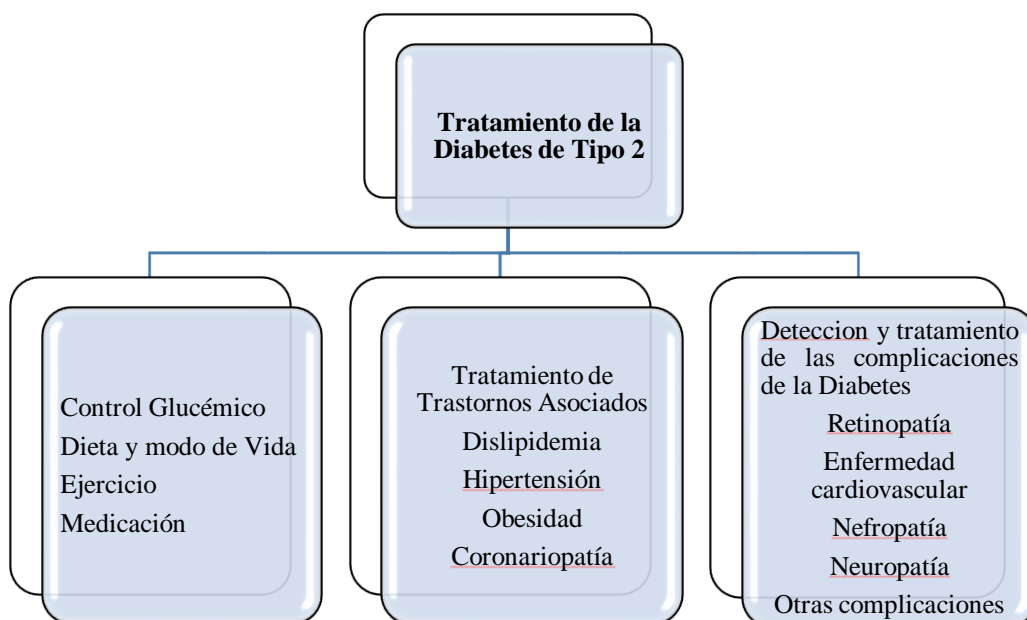 Tratamiento de la
Diabetes de Tipo 2
Control Glucémico
Dieta y modo de Vida
Ejercicio
Medicación
Tratamiento de
Trastornos Asociados
Dislipidemia
Hipertensión
Obesidad
Coronariopatía
Deteccion y tratamiento
de las complicaciones
de la Diabetes
Retinopatía
Enfermedad
cardiovascular
Nefropatía
Neuropatía
Otras complicaciones